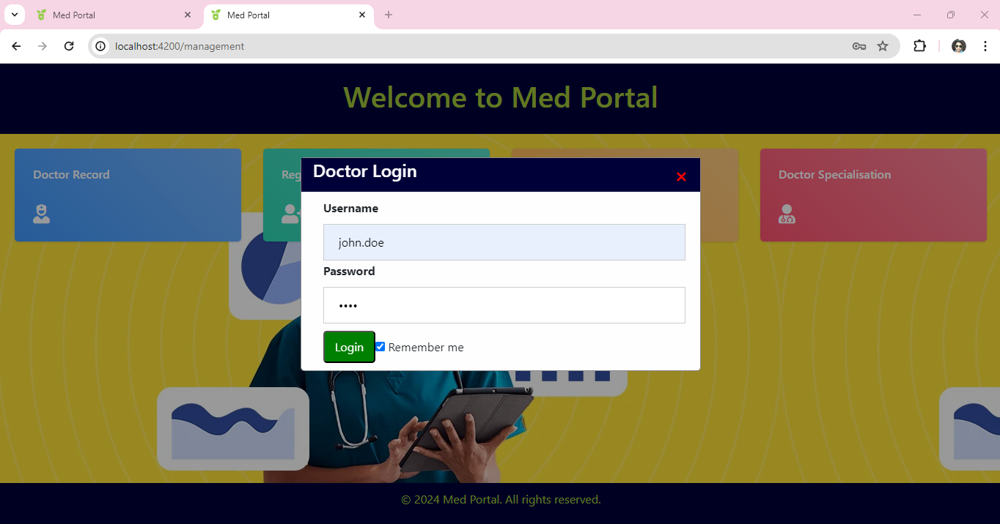 Med Portal
Med Portal
localhost:4200/management
Welcome to Med Portal
Doctor Record
Reg
Doctor Specialisation
Doctor Login
Username
john.doe
Password
••••
Login
Remember me
© 2024 Med Portal. All rights reserved.